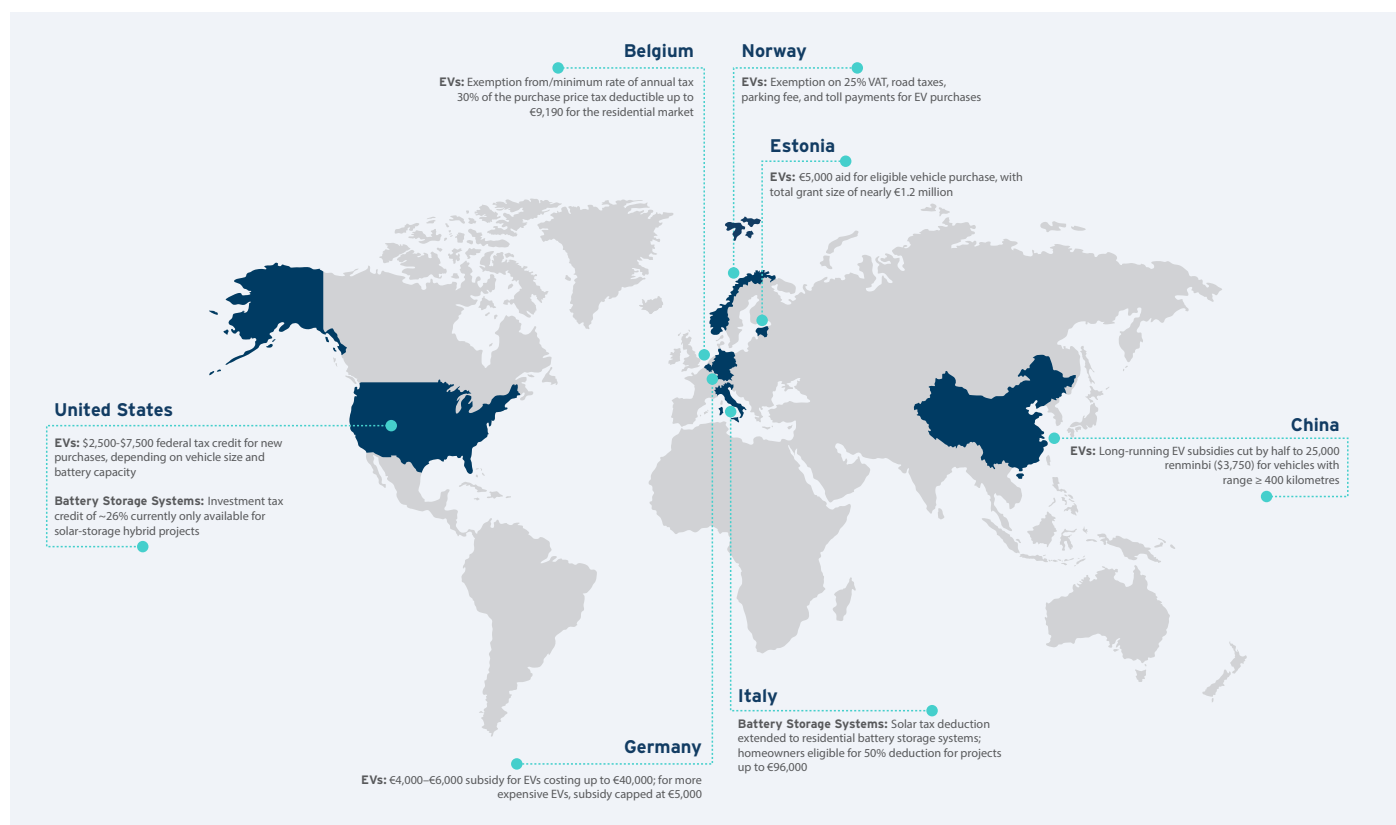 Belgium
EVs: Exemption from/minimum rate of annual tax
30% of the purchase price tax deductible up to
€9,190 for the residential market
Norway
EVs: Exemption on 25% VAT, road taxes,
parking fee, and toll payments for EV purchases
Estonia
EVs: €5,000 aid for eligible vehicle purchase, with
total grant size of nearly €1.2 million
United States
EVs: $2,500-$7,500 federal tax credit for new
purchases, depending on vehicle size and
battery capacity
Battery Storage Systems: Investment tax
credit of ~26% currently only available for
solar-storage hybrid projects
China
EVs: Long-running EV subsidies cut by half to 25,000
renminbi ($3,750) for vehicles with
range ≥ 400 kilometres
Italy
Battery Storage Systems: Solar tax deduction
extended to residential battery storage systems;
homeowners eligible for 50% deduction for projects
up to €96,000
Germany
EVs: €4,000–€6,000 subsidy for EVs costing up to €40,000; for more
expensive EVs, subsidy capped at €5,000